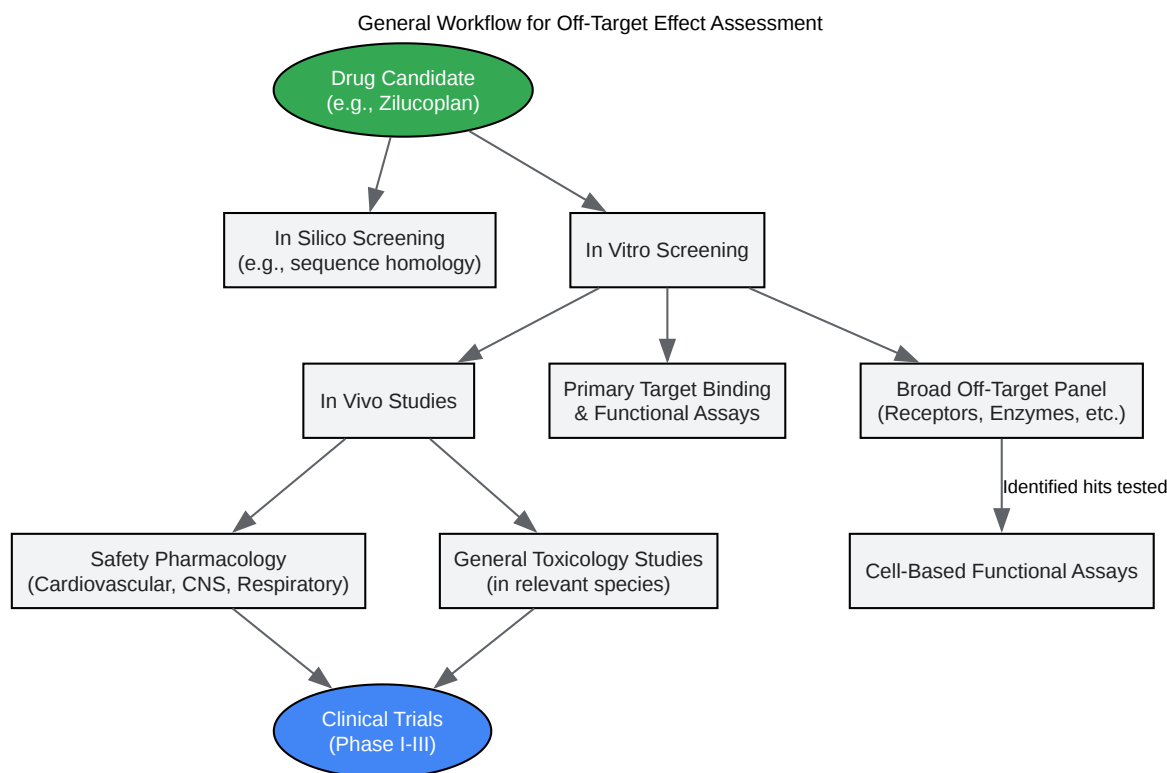 General Workflow for Off-Target Effect Assessment
Drug Candidate
(e.g., Zilucoplan)
In Silico Screening
(e.g., sequence homology)
In Vitro Screening
In Vivo Studies
Primary Target Binding
& Functional Assays
Broad Off-Target Panel
(Receptors, Enzymes, etc.)
Identified hits tested
Safety Pharmacology
(Cardiovascular, CNS, Respiratory)
General Toxicology Studies
(in relevant species)
Cell-Based Functional Assays
Clinical Trials
(Phase I-III)